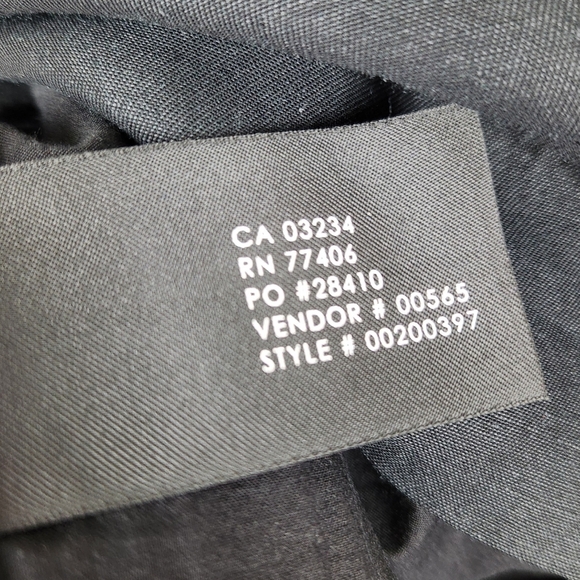 CA 03234
RN 77406
PO #28410
VENDOR # 00565
STYLE # 00200397